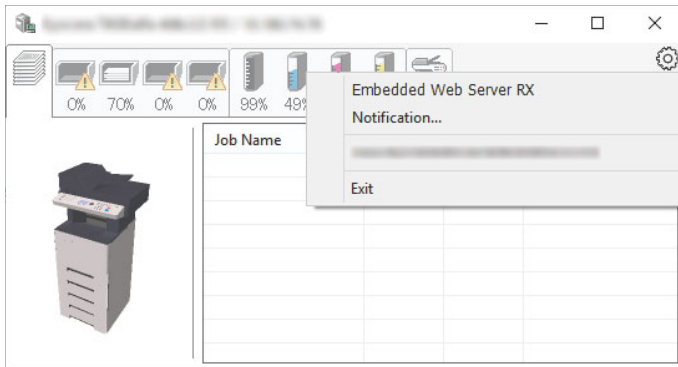 0% 70% 0% 0% 99% 49%
Job Name
Embedded Web Server RX
Notification...
Exit